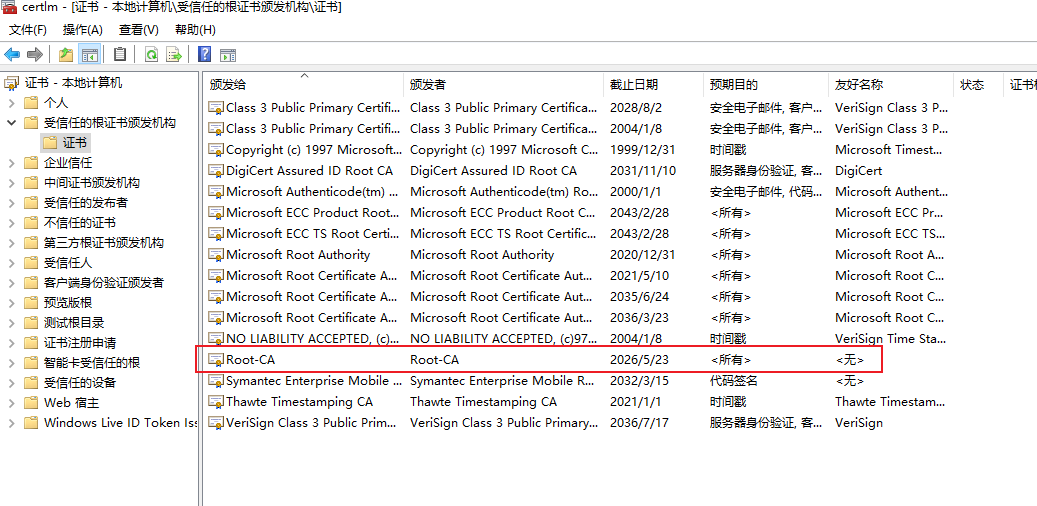 certlm - [证书 - 本地计算机\受信任的根证书颁发机构\证书]
文件(F) 操作(A) 查看(V) 帮助(H)
证书 - 本地计算机
个人
受信任的根证书颁发机构
证书
企业信任
中间证书颁发机构
受信任的发布者
不信任的证书
第三方根证书颁发机构
受信任人
客户端身份验证颁发者
预览版根
测试根目录
证书注册申请
智能卡受信任的根
受信任的设备
Web 宿主
Windows Live ID Token Iss
颁发给 颁发者 截止日期 预期目的 友好名称 状态 证书模
Class 3 Public Primary Certifi... Class 3 Public Primary Certifica... 2028/8/2 安全电子邮件, 客户... VeriSign Class 3 P...
Class 3 Public Primary Certifi... Class 3 Public Primary Certifica... 2004/1/8 安全电子邮件, 客户... VeriSign Class 3 P...
Copyright (c) 1997 Microsoft... Copyright (c) 1997 Microsoft C... 1999/12/31 时间戳 Microsoft Timest...
DigiCert Assured ID Root CA DigiCert Assured ID Root CA 2031/11/10 服务器身份验证, 客... DigiCert
Microsoft Authenticode(tm) ... Microsoft Authenticode(tm) Ro... 2000/1/1 安全电子邮件, 代码... Microsoft Authent...
Microsoft ECC Product Root... Microsoft ECC Product Root C... 2043/2/28 <所有> Microsoft ECC Pr...
Microsoft ECC TS Root Certi... Microsoft ECC TS Root Certifica... 2043/2/28 <所有> Microsoft ECC TS...
Microsoft Root Authority Microsoft Root Authority 2020/12/31 <所有> Microsoft Root A...
Microsoft Root Certificate A... Microsoft Root Certificate Aut... 2021/5/10 <所有> Microsoft Root C...
Microsoft Root Certificate A... Microsoft Root Certificate Aut... 2035/6/24 <所有> Microsoft Root C...
Microsoft Root Certificate A... Microsoft Root Certificate Aut... 2036/3/23 <所有> Microsoft Root C...
NO LIABILITY ACCEPTED, (c)... NO LIABILITY ACCEPTED, (c)97... 2004/1/8 时间戳 VeriSign Time Sta...
Root-CA Root-CA 2026/5/23 <所有> <无>
Symantec Enterprise Mobile ... Symantec Enterprise Mobile R... 2032/3/15 代码签名 <无>
Thawte Timestamping CA Thawte Timestamping CA 2021/1/1 时间戳 Thawte Timestam...
VeriSign Class 3 Public Prim... VeriSign Class 3 Public Primary... 2036/7/17 服务器身份验证, 客... VeriSign